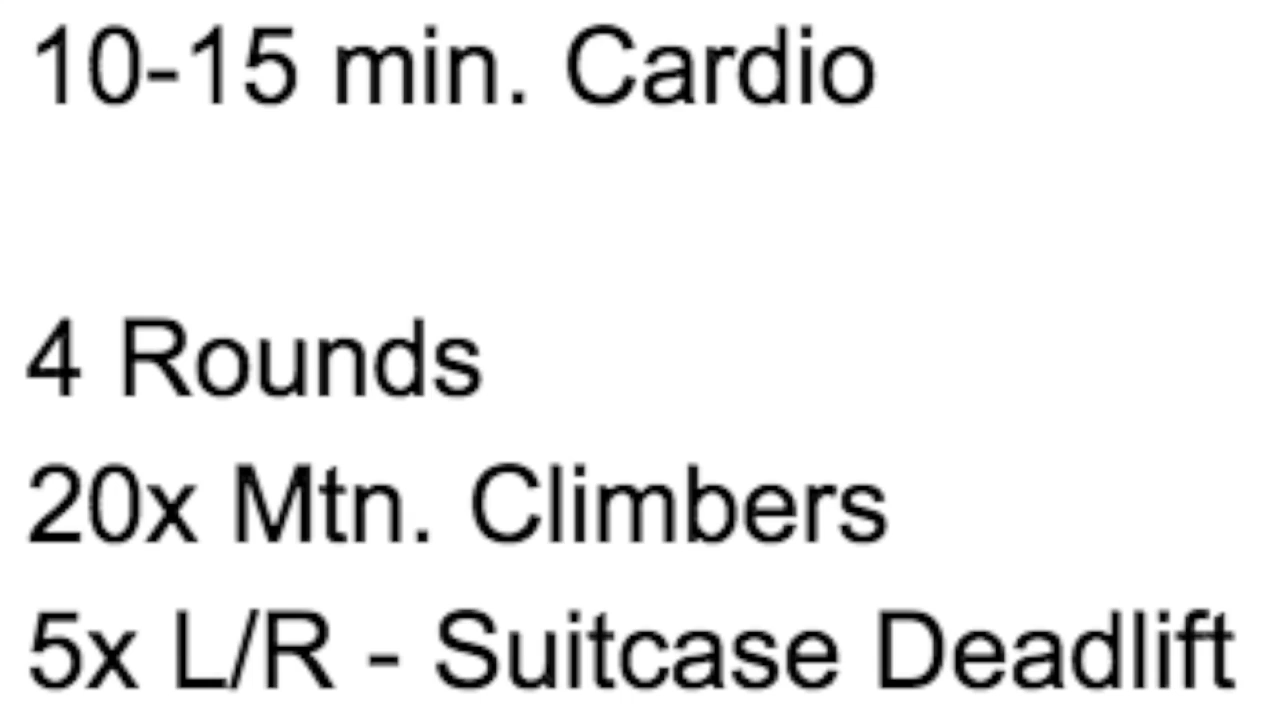 10-15 min. Cardio
4 Rounds
20x Mtn. Climbers
5x L/R - Suitcase Deadlift